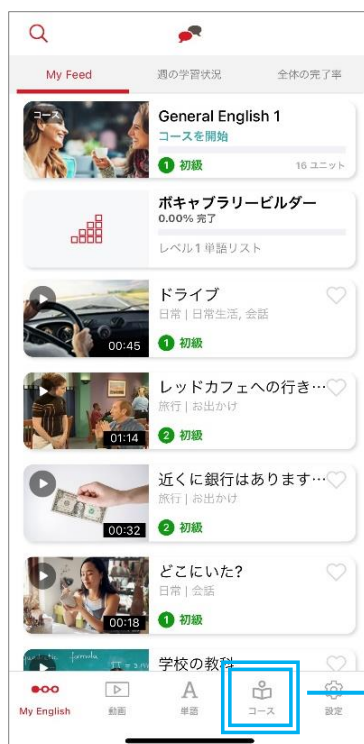 My Feed
週の学習状況
全体の完了率
コース
General English 1
コースを開始
1 初級
16 ユニット
ボキャブラリービルダー
0.00% 完了
レベル1 単語リスト
ドライブ
日常 | 日常生活, 会話
00:45
1 初級
レッドカフェへの行き…
旅行 | お出かけ
01:14
2 初級
近くに銀行はあります…
旅行 | お出かけ
00:32
2 初級
どこにいた?
日常 | 会話
00:18
1 初級
学校の教科
My English
動画
A
単語
コース
設定